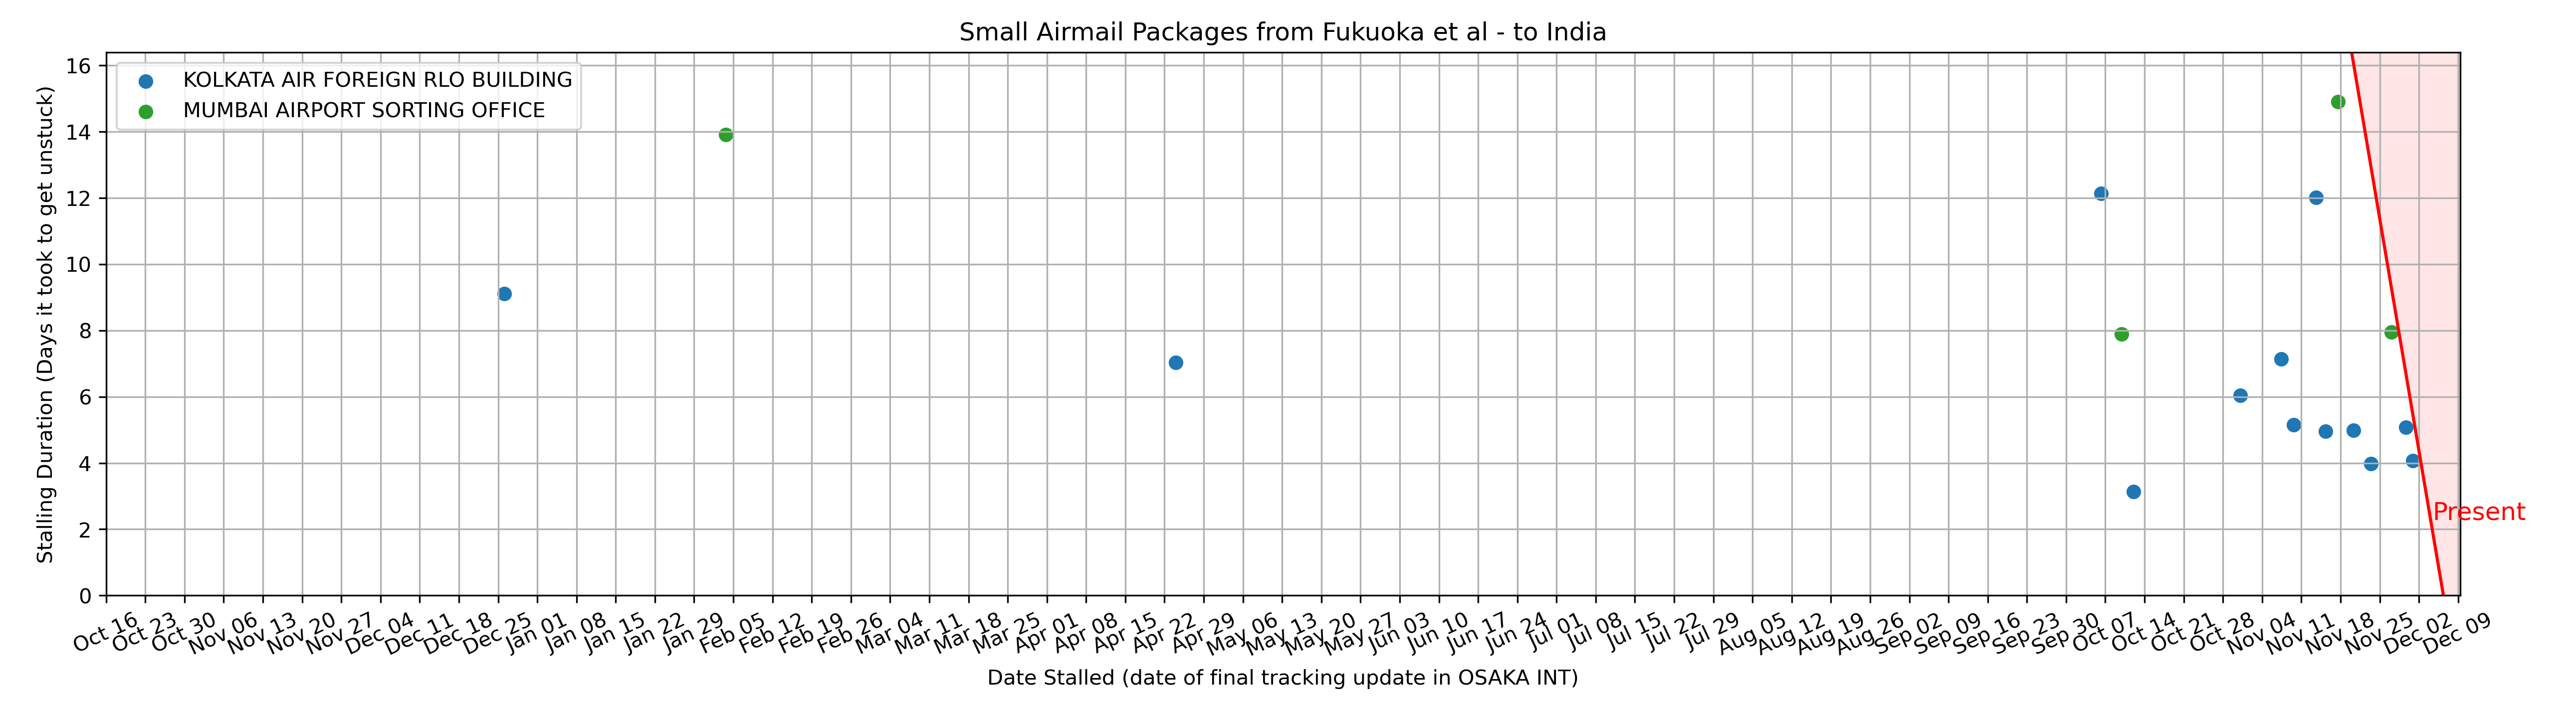 Small Airmail Packages from Fukuoka et al - to India
KOLKATA AIR FOREIGN RLO BUILDING
MUMBAI AIRPORT SORTING OFFICE
Stalling Duration (Days it took to get unstuck)
16
14
12
10
8
6
4
2
0
Present
Oct 16
Oct 23
Oct 30
Nov 06
Nov 13
Nov 20
Nov 27
Dec 04
Dec 11
Dec 18
Dec 25
Jan 01
Jan 08
Jan 15
Jan 22
Jan 29
Feb 05
Feb 12
Feb 19
Feb 26
Mar 04
Mar 11
Mar 18
Mar 25
Apr 01
Apr 08
Apr 15
Apr 22
Apr 29
May 06
May 13
May 20
May 27
Jun 03
Jun 10
Jun 17
Jun 24
Jul 01
Jul 08
Jul 15
Jul 22
Jul 29
Aug 05
Aug 12
Aug 19
Aug 26
Sep 02
Sep 09
Sep 16
Sep 23
Sep 30
Oct 07
Oct 14
Oct 21
Oct 28
Nov 04
Nov 11
Nov 18
Nov 25
Dec 02
Dec 09
Date Stalled (date of final tracking update in OSAKA INT)